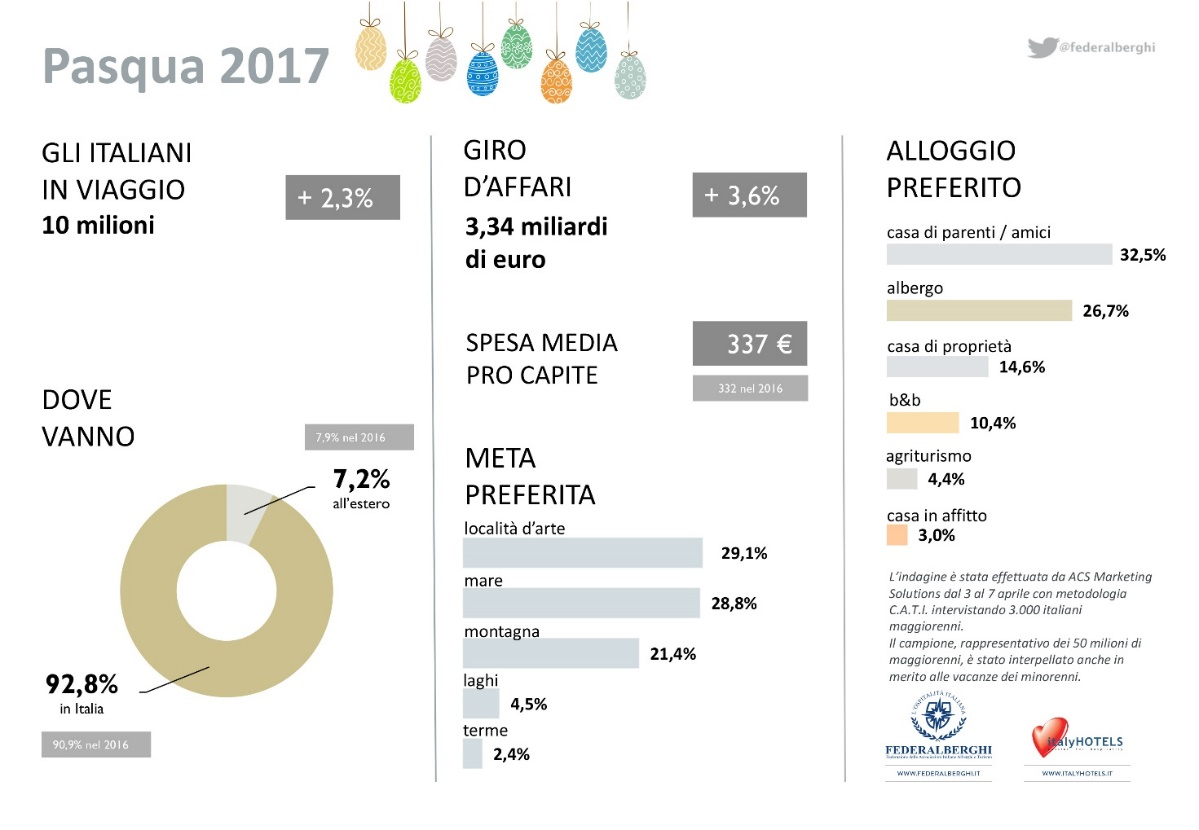 Pasqua 2017
@federalberghi
GLI ITALIANI
IN VIAGGIO
10 milioni
+ 2,3%
DOVE
VANNO
7,9% nel 2016
7,2%
all'estero
92,8%
in Italia
90,9% nel 2016
GIRO
D'AFFARI
3,34 miliardi
di euro
+ 3,6%
SPESA MEDIA
PRO CAPITE
337 €
332 nel 2016
META
PREFERITA
località d'arte
29,1%
mare
28,8%
montagna
21,4%
laghi
4,5%
terme
2,4%
ALLOGGIO
PREFERITO
casa di parenti / amici
32,5%
albergo
26,7%
casa di proprietà
14,6%
b&b
10,4%
agriturismo
4,4%
casa in affitto
3,0%
L'indagine è stata effettuata da ACS Marketing
Solutions dal 3 al 7 aprile con metodologia
C.A.T.I. intervistando 3.000 italiani
maggiorenni.
Il campione, rappresentativo dei 50 milioni di
maggiorenni, è stato interpellato anche in
merito alle vacanze dei minorenni.
L'OSPITALITÀ ITALIANA
FEDERALBERGHI
WWW.FEDERALBERGHI.IT
italyHOTELS
WWW.ITALYHOTELS.IT